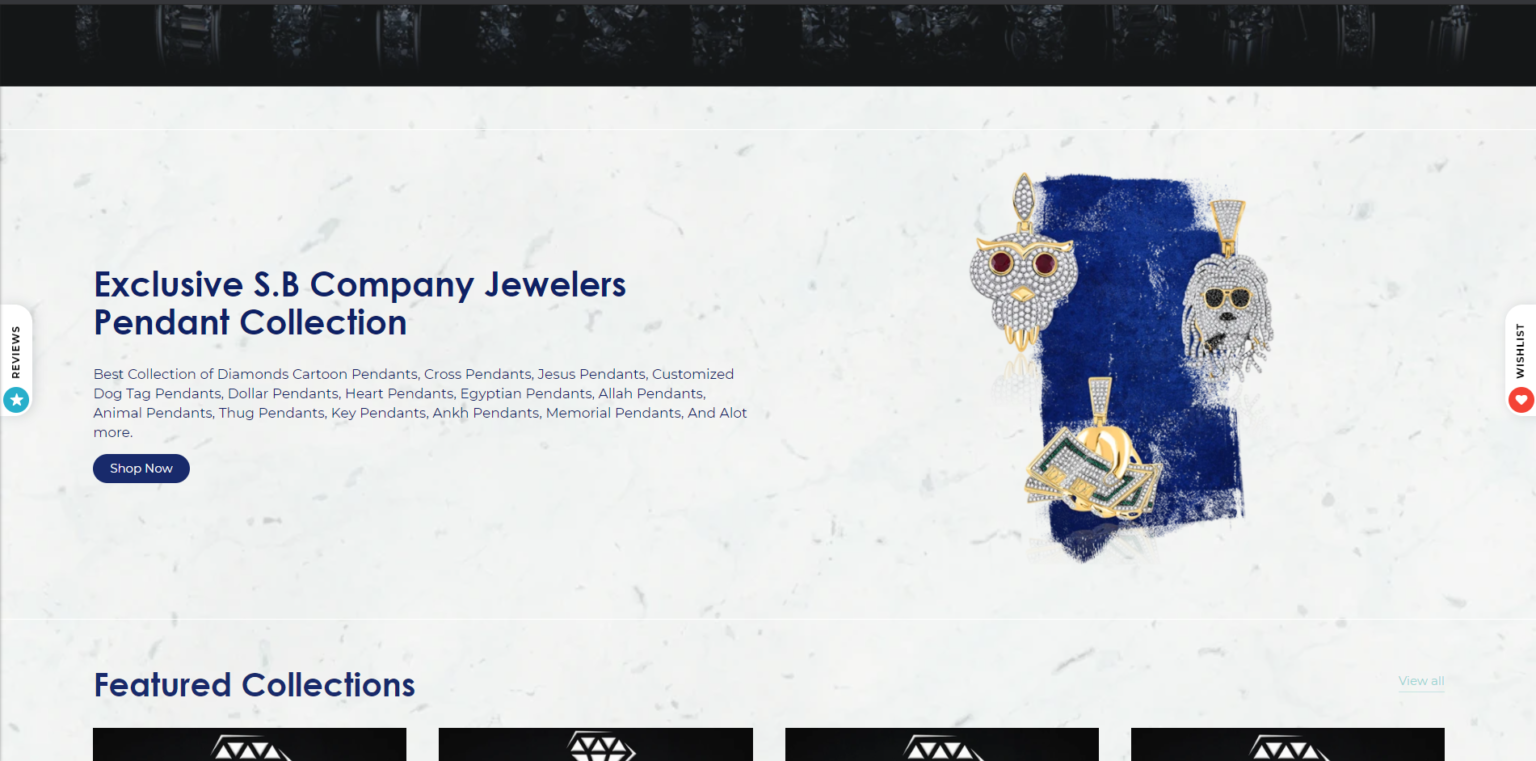 Exclusive S.B Company Jewelers
Pendant Collection
Best Collection of Diamonds Cartoon Pendants, Cross Pendants, Jesus Pendants, Customized
Dog Tag Pendants, Dollar Pendants, Heart Pendants, Egyptian Pendants, Allah Pendants,
Animal Pendants, Thug Pendants, Key Pendants, Ankh Pendants, Memorial Pendants, And Alot
more.
Shop Now
REVIEWS
WISHLIST
Featured Collections
View all